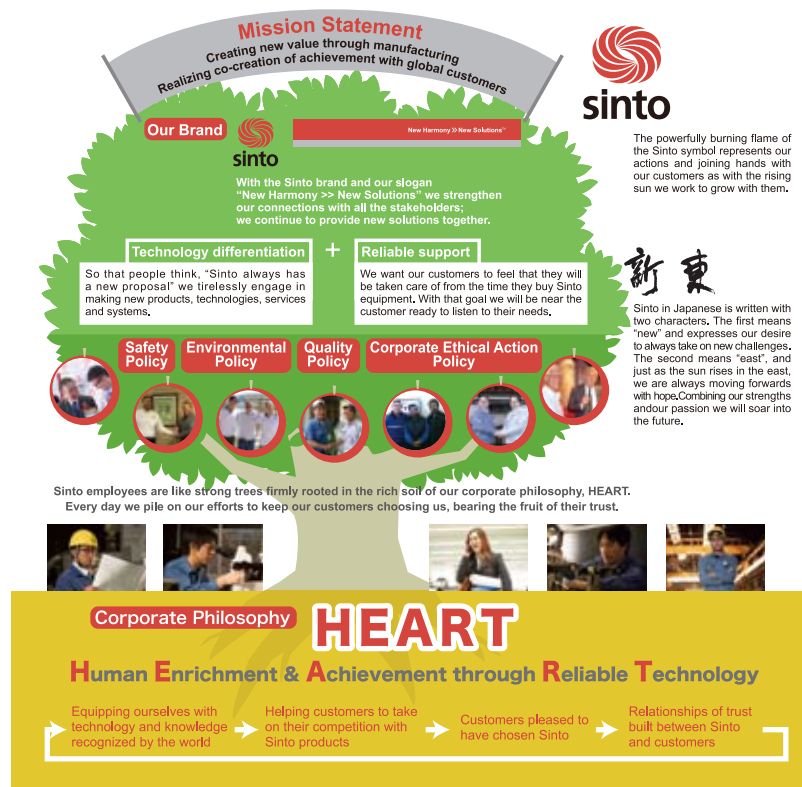 Mission Statement
Creating new value through manufacturing
Realizing co-creation of achievement with global customers
sinto
The powerfully burning flame of
the Sinto symbol represents our
actions and joining hands with
our customers as with the rising
sun we work to grow with them.
Our Brand
sinto
New Harmony >> New Solutions™
With the Sinto brand and our slogan
“New Harmony >> New Solutions” we strengthen
our connections with all the stakeholders;
we continue to provide new solutions together.
Technology differentiation
+
Reliable support
So that people think, “Sinto always has
a new proposal” we tirelessly engage in
making new products, technologies, services
and systems.
We want our customers to feel that they will
be taken care of from the time they buy Sinto
equipment. With that goal we will be near the
customer ready to listen to their needs.
新東
Sinto in Japanese is written with
two characters. The first means
“new” and expresses our desire
to always take on new challenges.
The second means “east”, and
just as the sun rises in the east,
we are always moving forwards
with hope.Combining our strengths
andour passion we will soar into
the future.
Safety
Policy
Environmental
Policy
Quality
Policy
Corporate Ethical Action
Policy
Sinto employees are like strong trees firmly rooted in the rich soil of our corporate philosophy, HEART.
Every day we pile on our efforts to keep our customers choosing us, bearing the fruit of their trust.
Corporate Philosophy
HEART
Human Enrichment & Achievement through Reliable Technology
Equipping ourselves with
technology and knowledge
recognized by the world
Helping customers to take
on their competition with
Sinto products
Customers pleased to
have chosen Sinto
Relationships of trust
built between Sinto
and customers